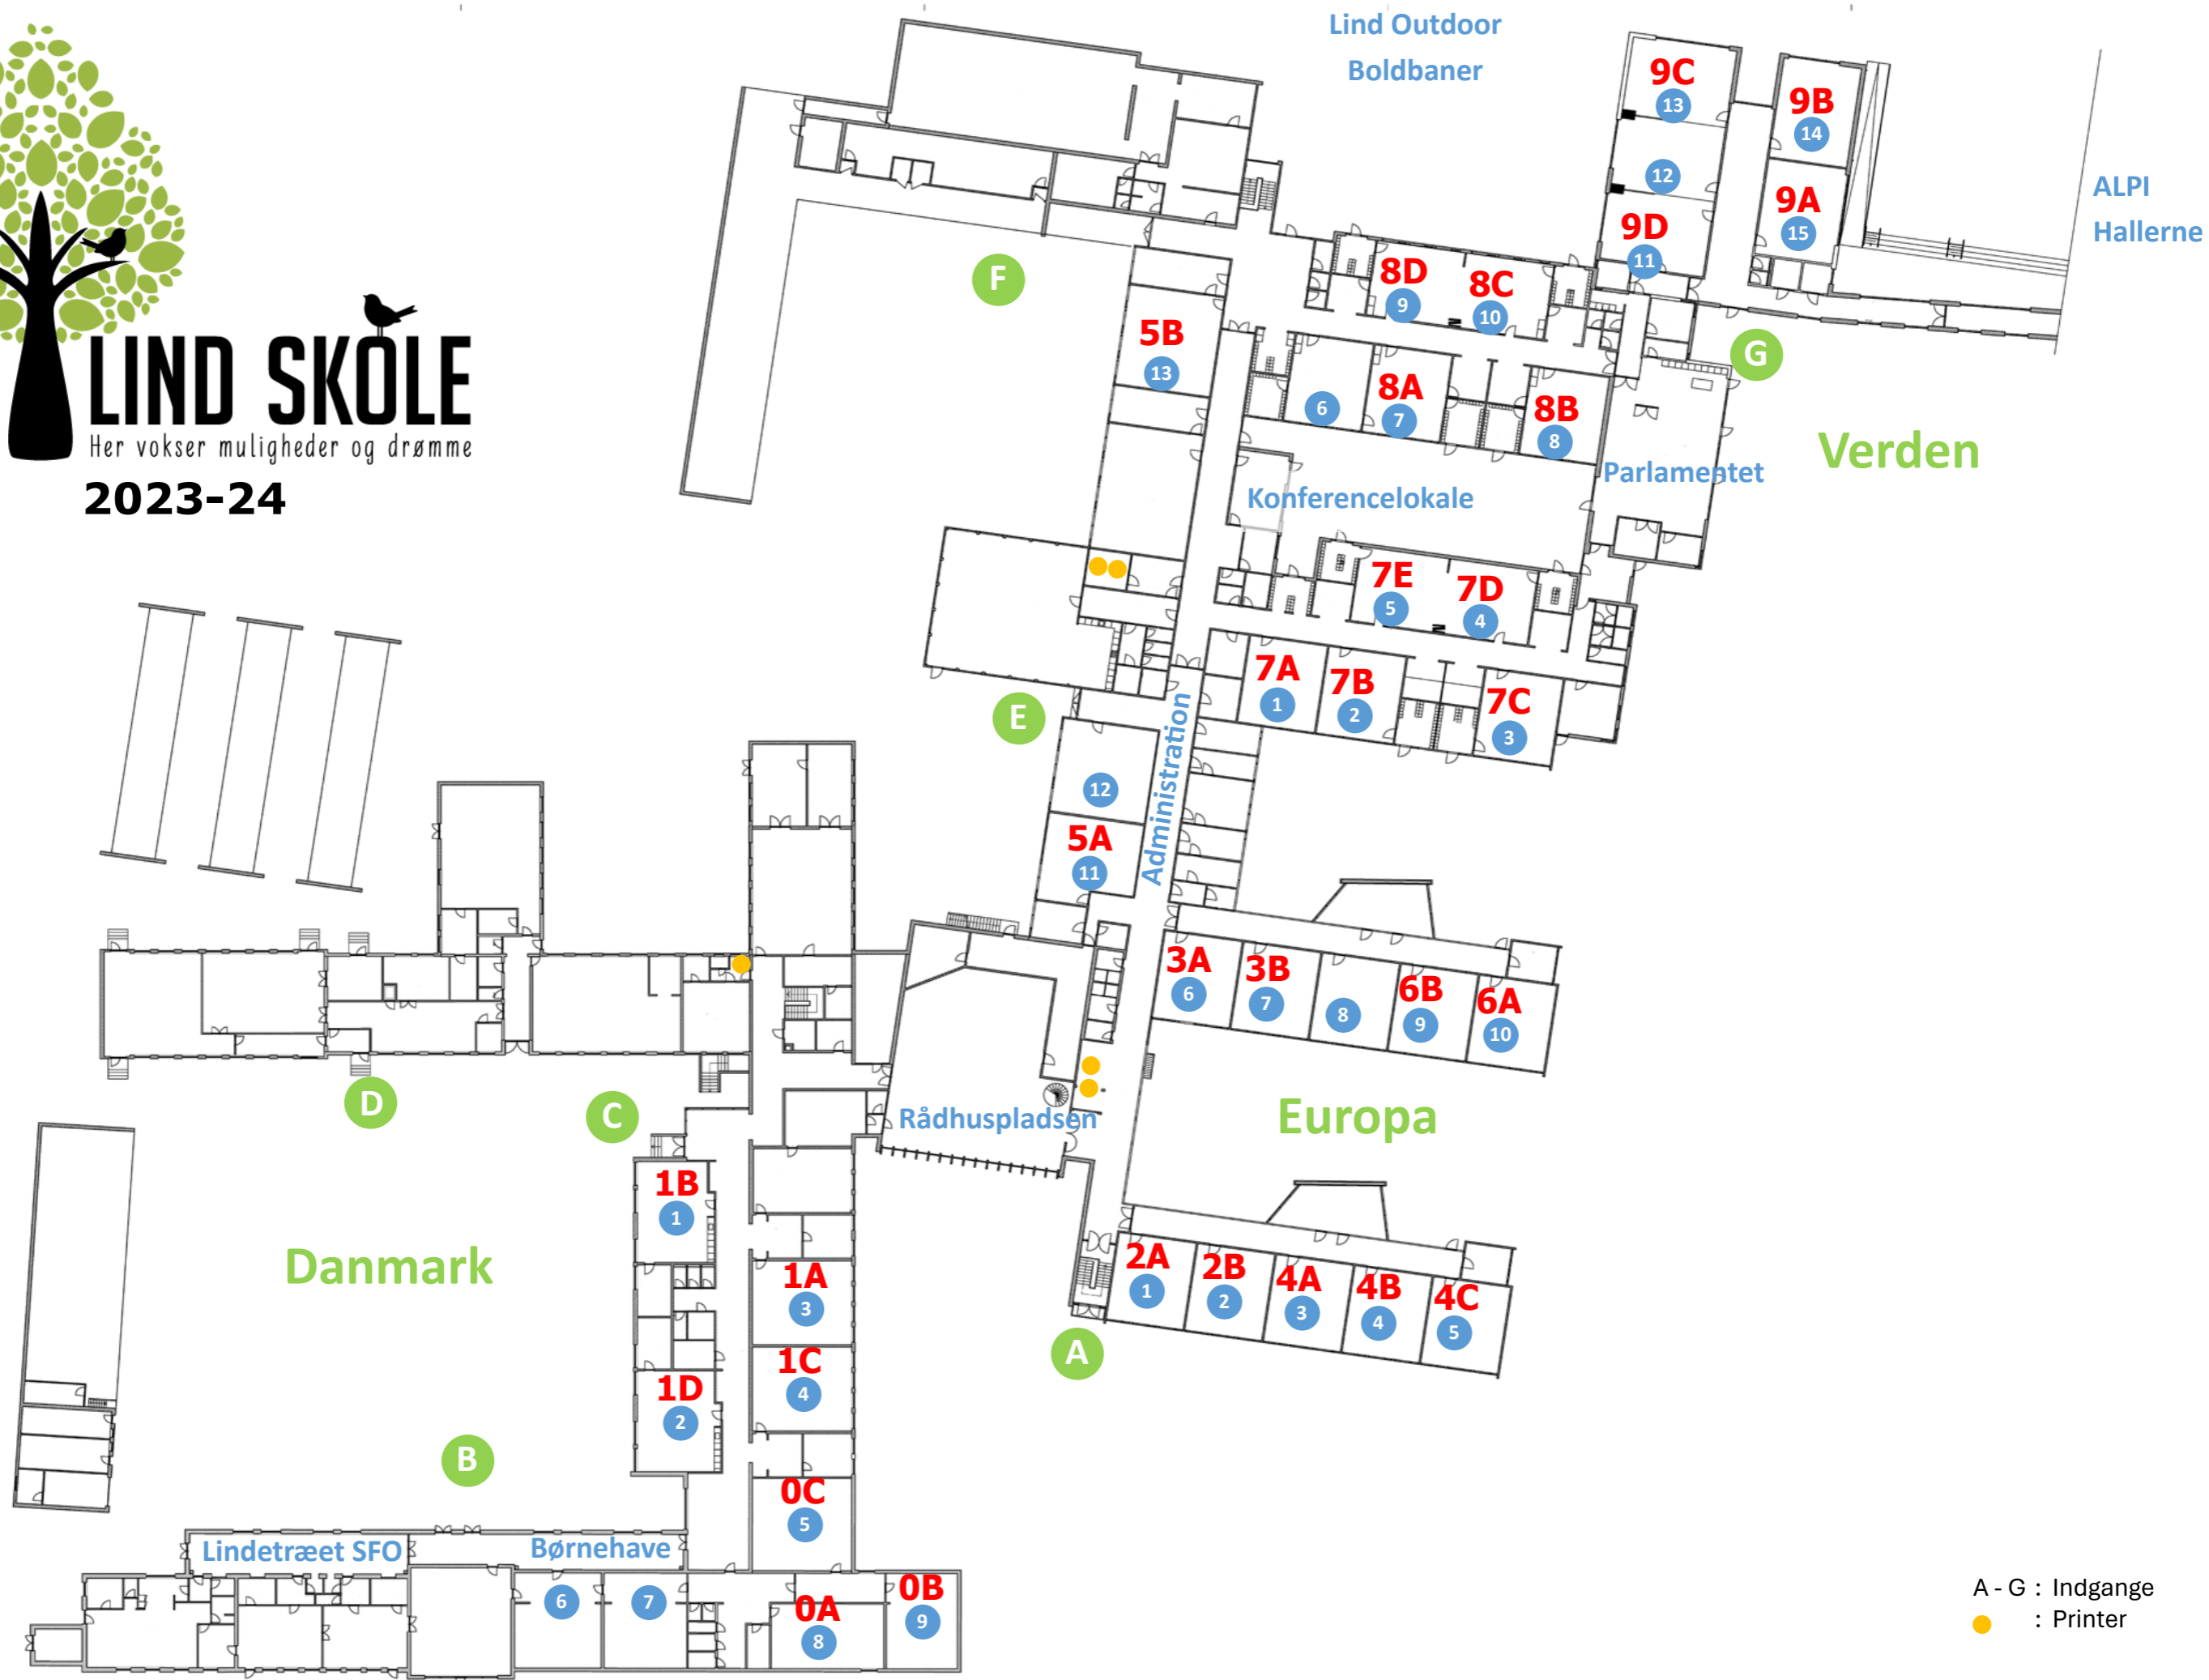 Lind Outdoor
Boldbaner
ALPI
Hallerne
LIND SKOLE
Her vokser muligheder og drømme
2023-24
9C
13
12
9D
11
9B
14
9A
15
F
G
8D
9
8C
10
5B
13
6
8A
7
8B
8
Verden
Parlamentet
Konferencelokale
7E
5
7D
4
7A
1
7B
2
7C
3
E
Administration
12
5A
11
3A
6
3B
7
8
6B
9
6A
10
D
C
Rådhuspladsen
Europa
1B
1
Danmark
1A
3
1C
4
1D
2
2A
1
2B
2
4A
3
4B
4
4C
5
A
B
0C
5
Lindetræet SFO
Børnehave
6
7
0A
8
0B
9
A - G : Indgange
: Printer